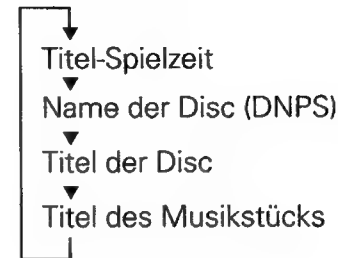 Titel-Spielzeit
Name der Disc (DNPS)
Titel der Disc
Titel des Musikstücks